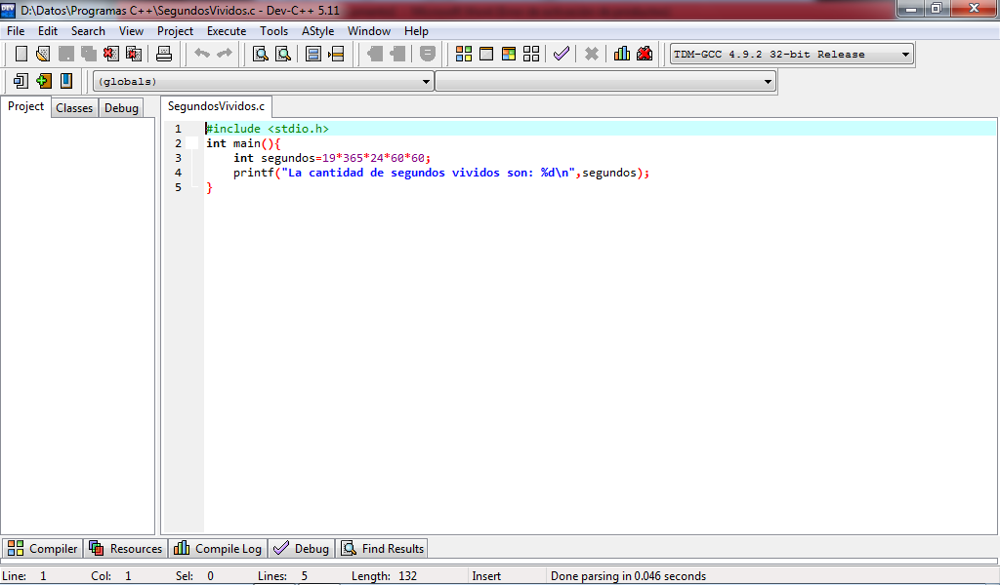 D:\Datos\Programas C++\SegundosVividos.c - Dev-C++ 5.11
File Edit Search View Project Execute Tools AStyle Window Help
TDM-GCC 4.9.2 32-bit Release
(globals)
Project Classes Debug SegundosVividos.c
1 #include <stdio.h>
2 int main(){
3 int segundos=19*365*24*60*60;
4 printf("La cantidad de segundos vividos son: %d\n",segundos);
5 }
Compiler Resources Compile Log Debug Find Results
Line: 1 Col: 1 Sel: 0 Lines: 5 Length: 132 Insert Done parsing in 0.046 seconds